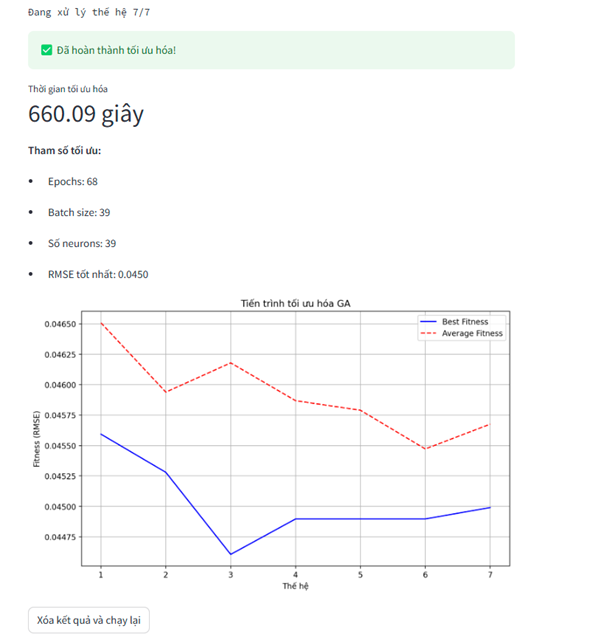 Đang xử lý thế hệ 7/7
Đã hoàn thành tối ưu hóa!
Thời gian tối ưu hóa
660.09 giây
Tham số tối ưu:
Epochs: 68
Batch size: 39
Số neurons: 39
RMSE tốt nhất: 0.0450
Tiến trình tối ưu hóa GA
Best Fitness
Average Fitness
Fitness (RMSE)
0.04650
0.04625
0.04600
0.04575
0.04550
0.04525
0.04500
0.04475
1 2 3 4 5 6 7
Thế hệ
Xóa kết quả và chạy lại